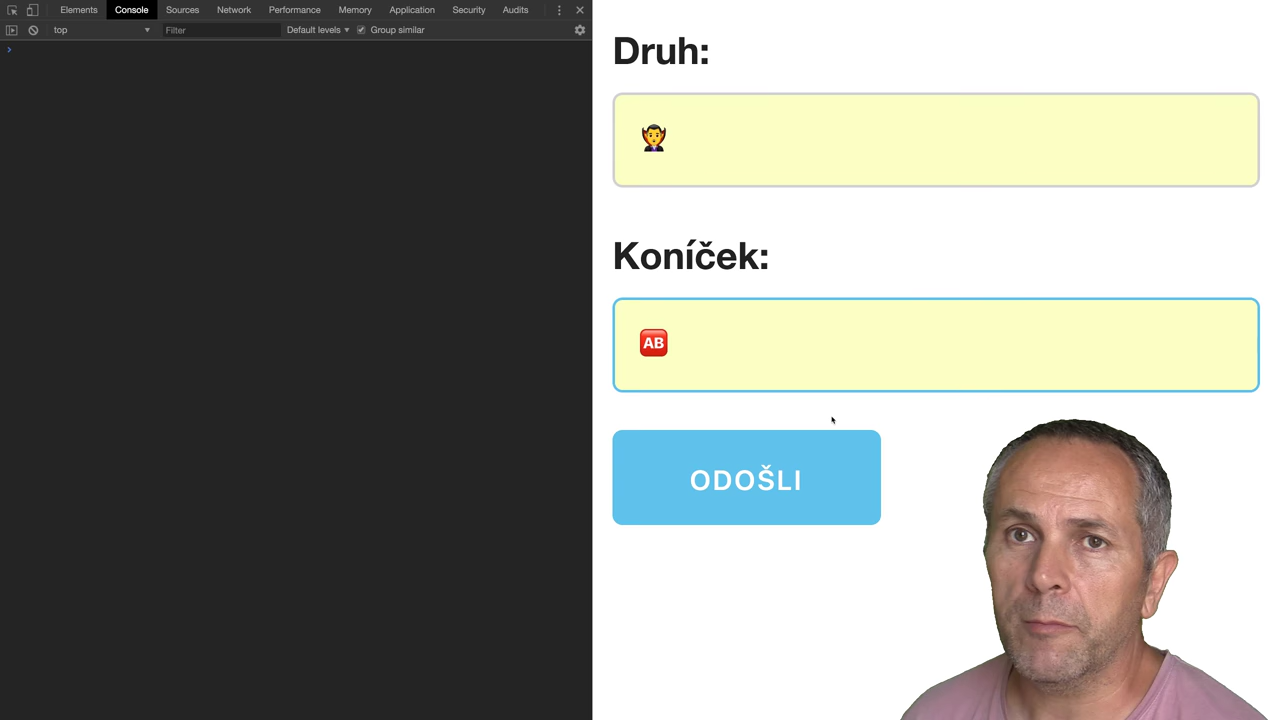 Elements Console Sources Network Performance Memory Application Security Audits
top Filter Default levels Group similar
Druh:
Koníček:
AB
ODOŠLI